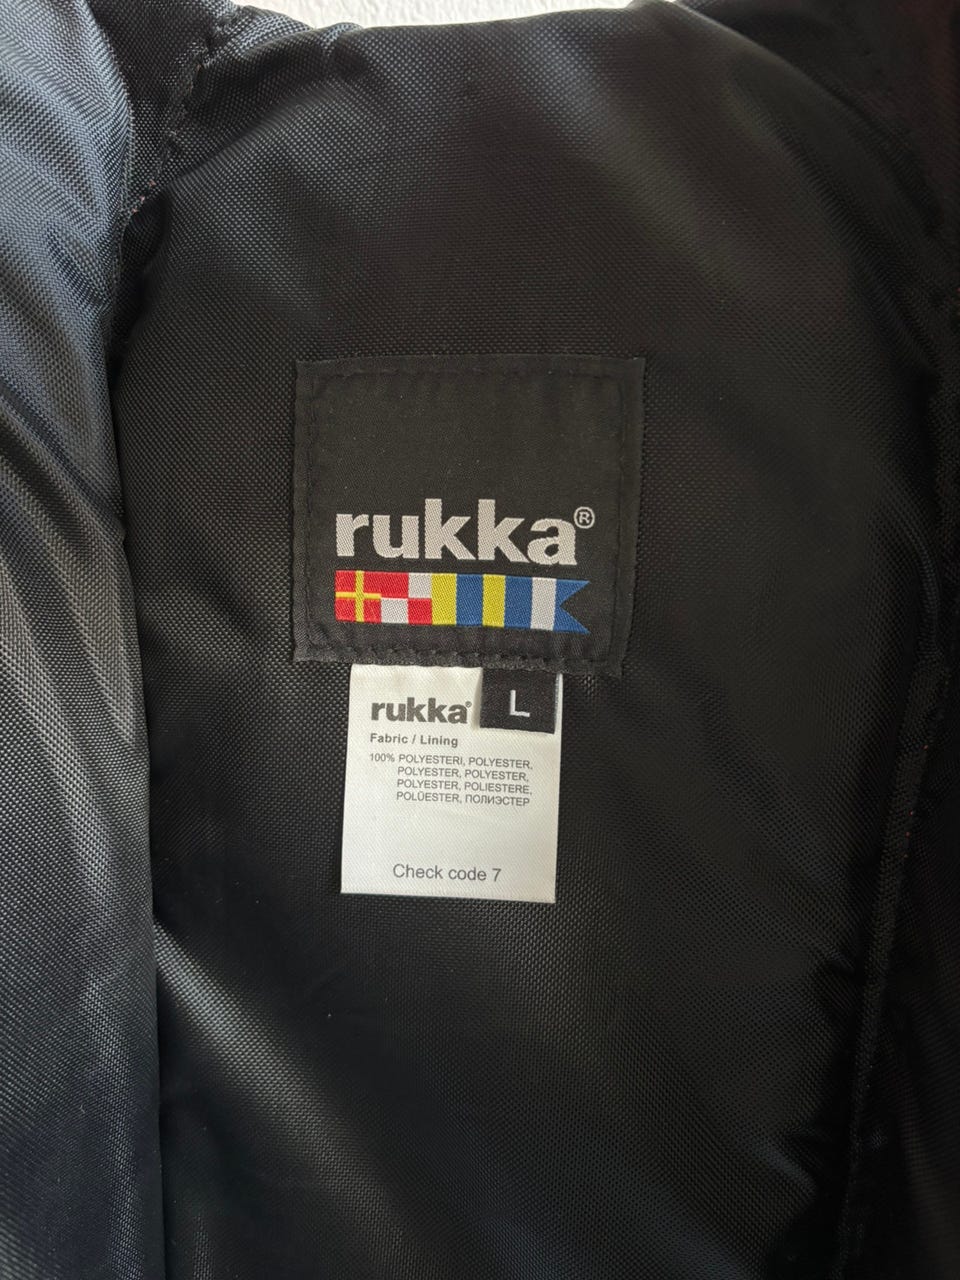 rukka®
rukka®
L
Fabric / Lining
100% POLYESTERI, POLYESTER,
POLYESTER, POLYESTER,
POLYESTER, POLIESTERE,
POLÜESTER, ПОЛИЭСТЕР
Check code 7